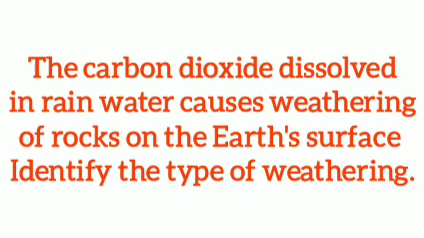 The carbon dioxide dissolved
in rain water causes weathering
of rocks on the Earth's surface
Identify the type of weathering.